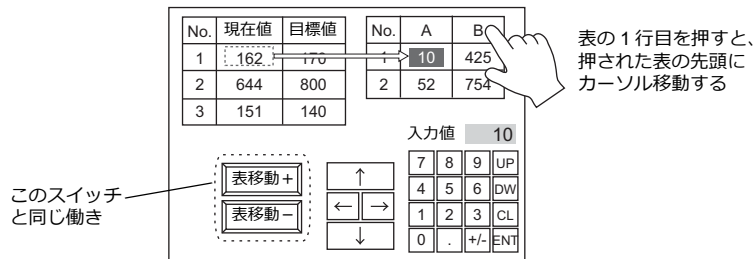 No. 現在値 目標値
1 162 170
2 644 800
3 151 140
No. A B
1 10 425
2 52 754
表の１行目を押すと、
押された表の先頭に
カーソル移動する
入力値 10
7 8 9 UP
4 5 6 DW
1 2 3 CL
0 . +/- ENT
このスイッチ
と同じ働き
表移動+
表移動−
↑
← →
↓